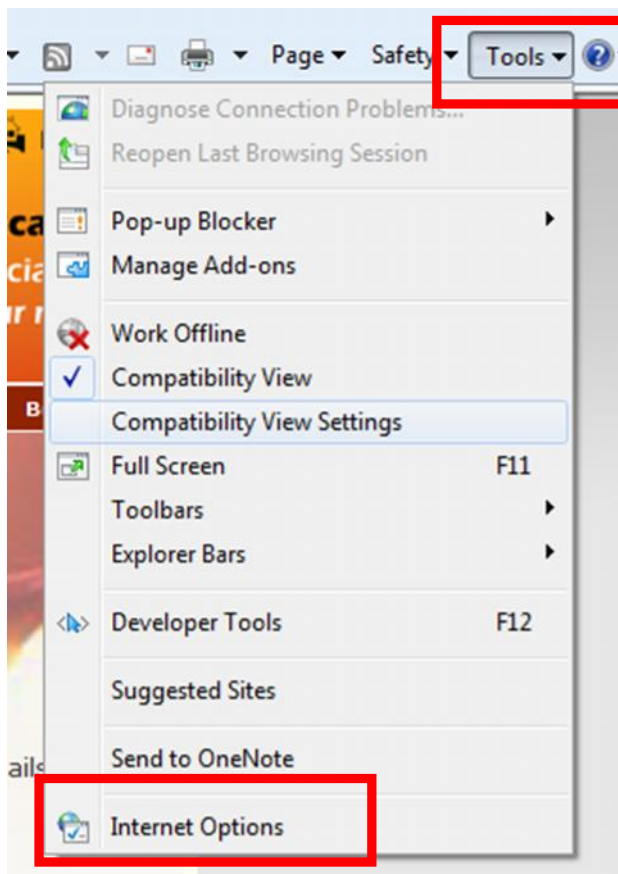 Page Safety Tools
Diagnose Connection Problems...
Reopen Last Browsing Session
Pop-up Blocker
Manage Add-ons
Work Offline
Compatibility View
Compatibility View Settings
Full Screen F11
Toolbars
Explorer Bars
Developer Tools F12
Suggested Sites
Send to OneNote
Internet Options